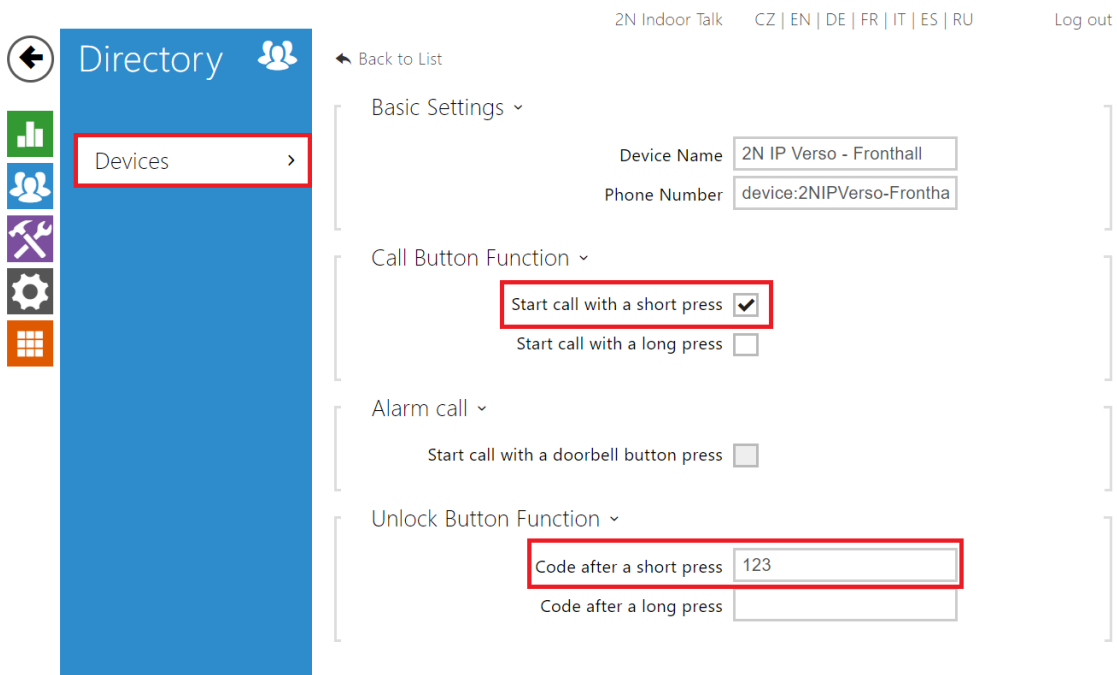 2N Indoor Talk CZ | EN | DE | FR | IT | ES | RU Log out
Directory
Back to List
Devices
Basic Settings
Device Name 2N IP Verso - Fronthall
Phone Number device:2NIPVerso-Frontha
Call Button Function
Start call with a short press
Start call with a long press
Alarm call
Start call with a doorbell button press
Unlock Button Function
Code after a short press 123
Code after a long press